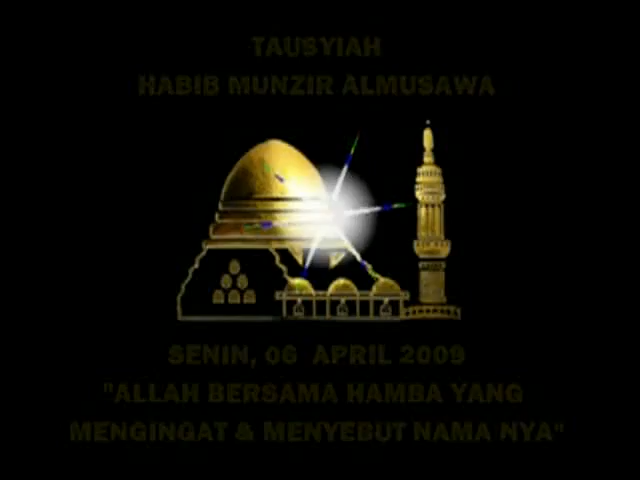 TAUSYIAH
HABIB MUNZIR ALMUSAWA
SENIN, 06 APRIL 2009
"ALLAH BERSAMA HAMBA YANG
MENGINGAT & MENYEBUT NAMA NYA"